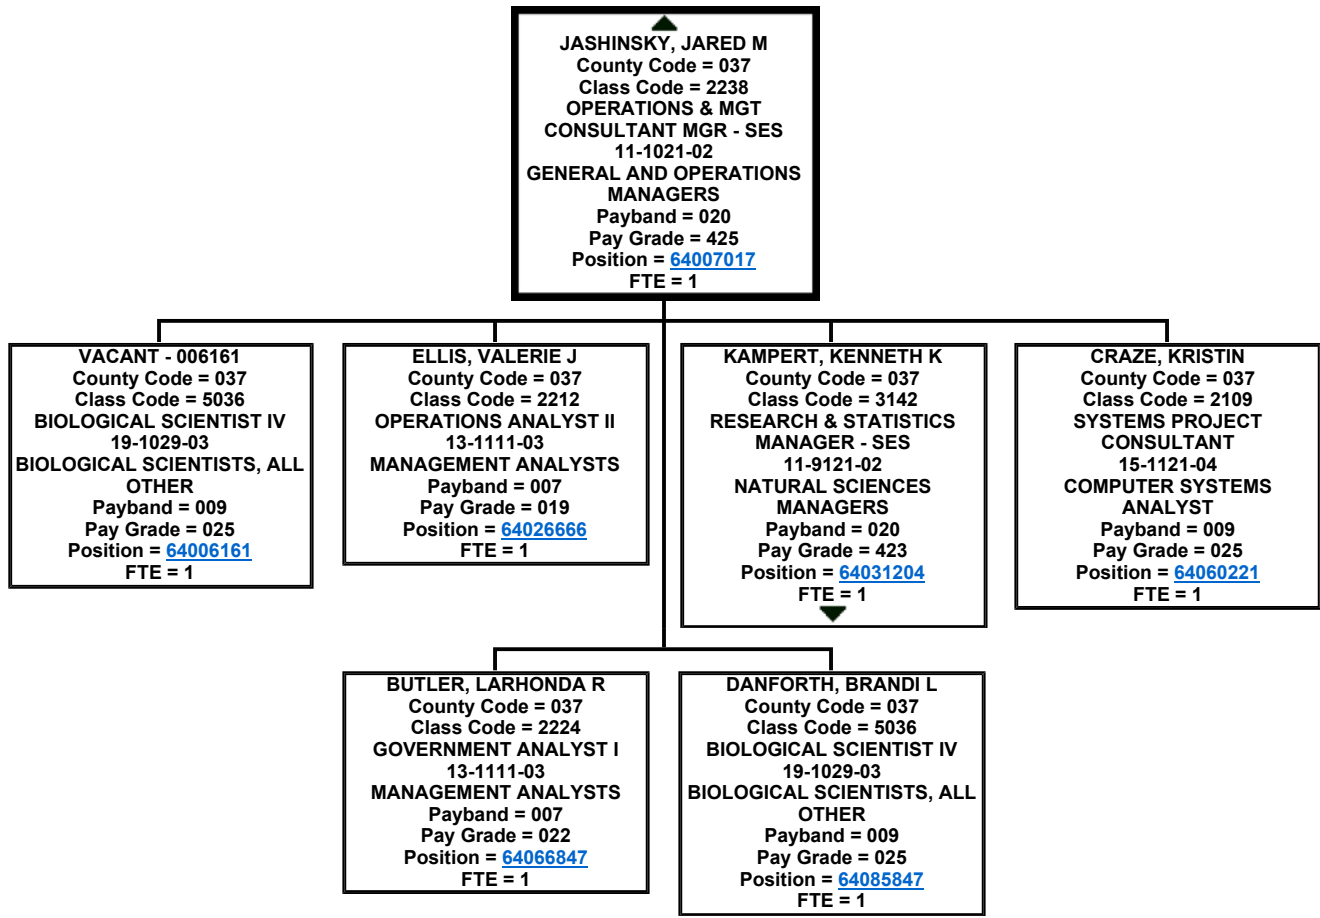 JASHINSKY, JARED M
County Code = 037
Class Code = 2238
OPERATIONS & MGT
CONSULTANT MGR - SES
11-1021-02
GENERAL AND OPERATIONS
MANAGERS
Payband = 020
Pay Grade = 425
Position = 64007017
FTE = 1
VACANT - 006161
County Code = 037
Class Code = 5036
BIOLOGICAL SCIENTIST IV
19-1029-03
BIOLOGICAL SCIENTISTS, ALL
OTHER
Payband = 009
Pay Grade = 025
Position = 64006161
FTE = 1
ELLIS, VALERIE J
County Code = 037
Class Code = 2212
OPERATIONS ANALYST II
13-1111-03
MANAGEMENT ANALYSTS
Payband = 007
Pay Grade = 019
Position = 64026666
FTE = 1
KAMPERT, KENNETH K
County Code = 037
Class Code = 3142
RESEARCH & STATISTICS
MANAGER - SES
11-9121-02
NATURAL SCIENCES
MANAGERS
Payband = 020
Pay Grade = 423
Position = 64031204
FTE = 1
CRAZE, KRISTIN
County Code = 037
Class Code = 2109
SYSTEMS PROJECT
CONSULTANT
15-1121-04
COMPUTER SYSTEMS
ANALYST
Payband = 009
Pay Grade = 025
Position = 64060221
FTE = 1
BUTLER, LARHONDA R
County Code = 037
Class Code = 2224
GOVERNMENT ANALYST I
13-1111-03
MANAGEMENT ANALYSTS
Payband = 007
Pay Grade = 022
Position = 64066847
FTE = 1
DANFORTH, BRANDI L
County Code = 037
Class Code = 5036
BIOLOGICAL SCIENTIST IV
19-1029-03
BIOLOGICAL SCIENTISTS, ALL
OTHER
Payband = 009
Pay Grade = 025
Position = 64085847
FTE = 1